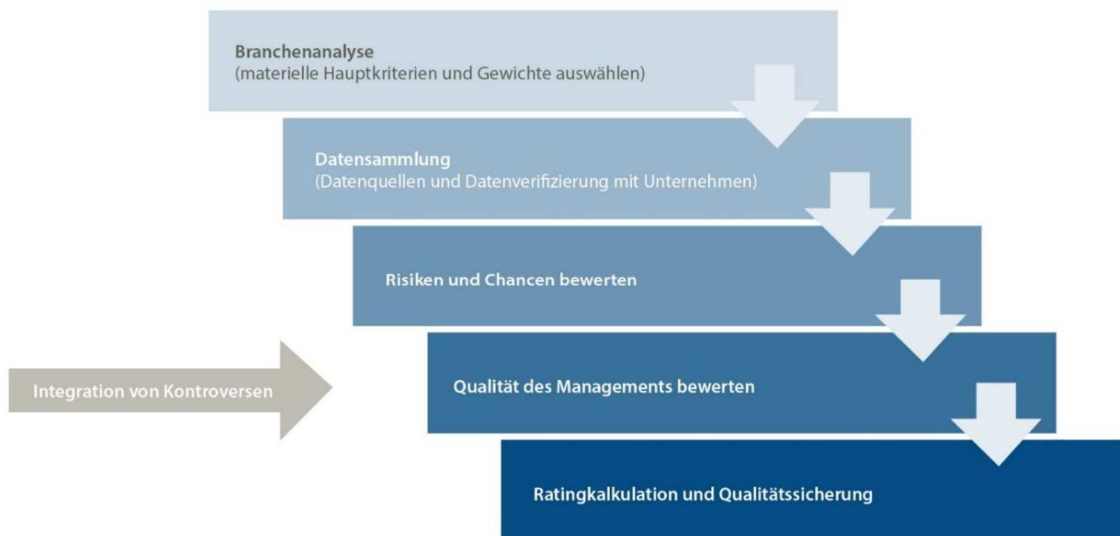 Branchenanalyse
(materielle Hauptkriterien und Gewichte auswählen)
Datensammlung
(Datenquellen und Datenverifizierung mit Unternehmen)
Risiken und Chancen bewerten
Integration von Kontroversen
Qualität des Managements bewerten
Ratingkalkulation und Qualitätssicherung